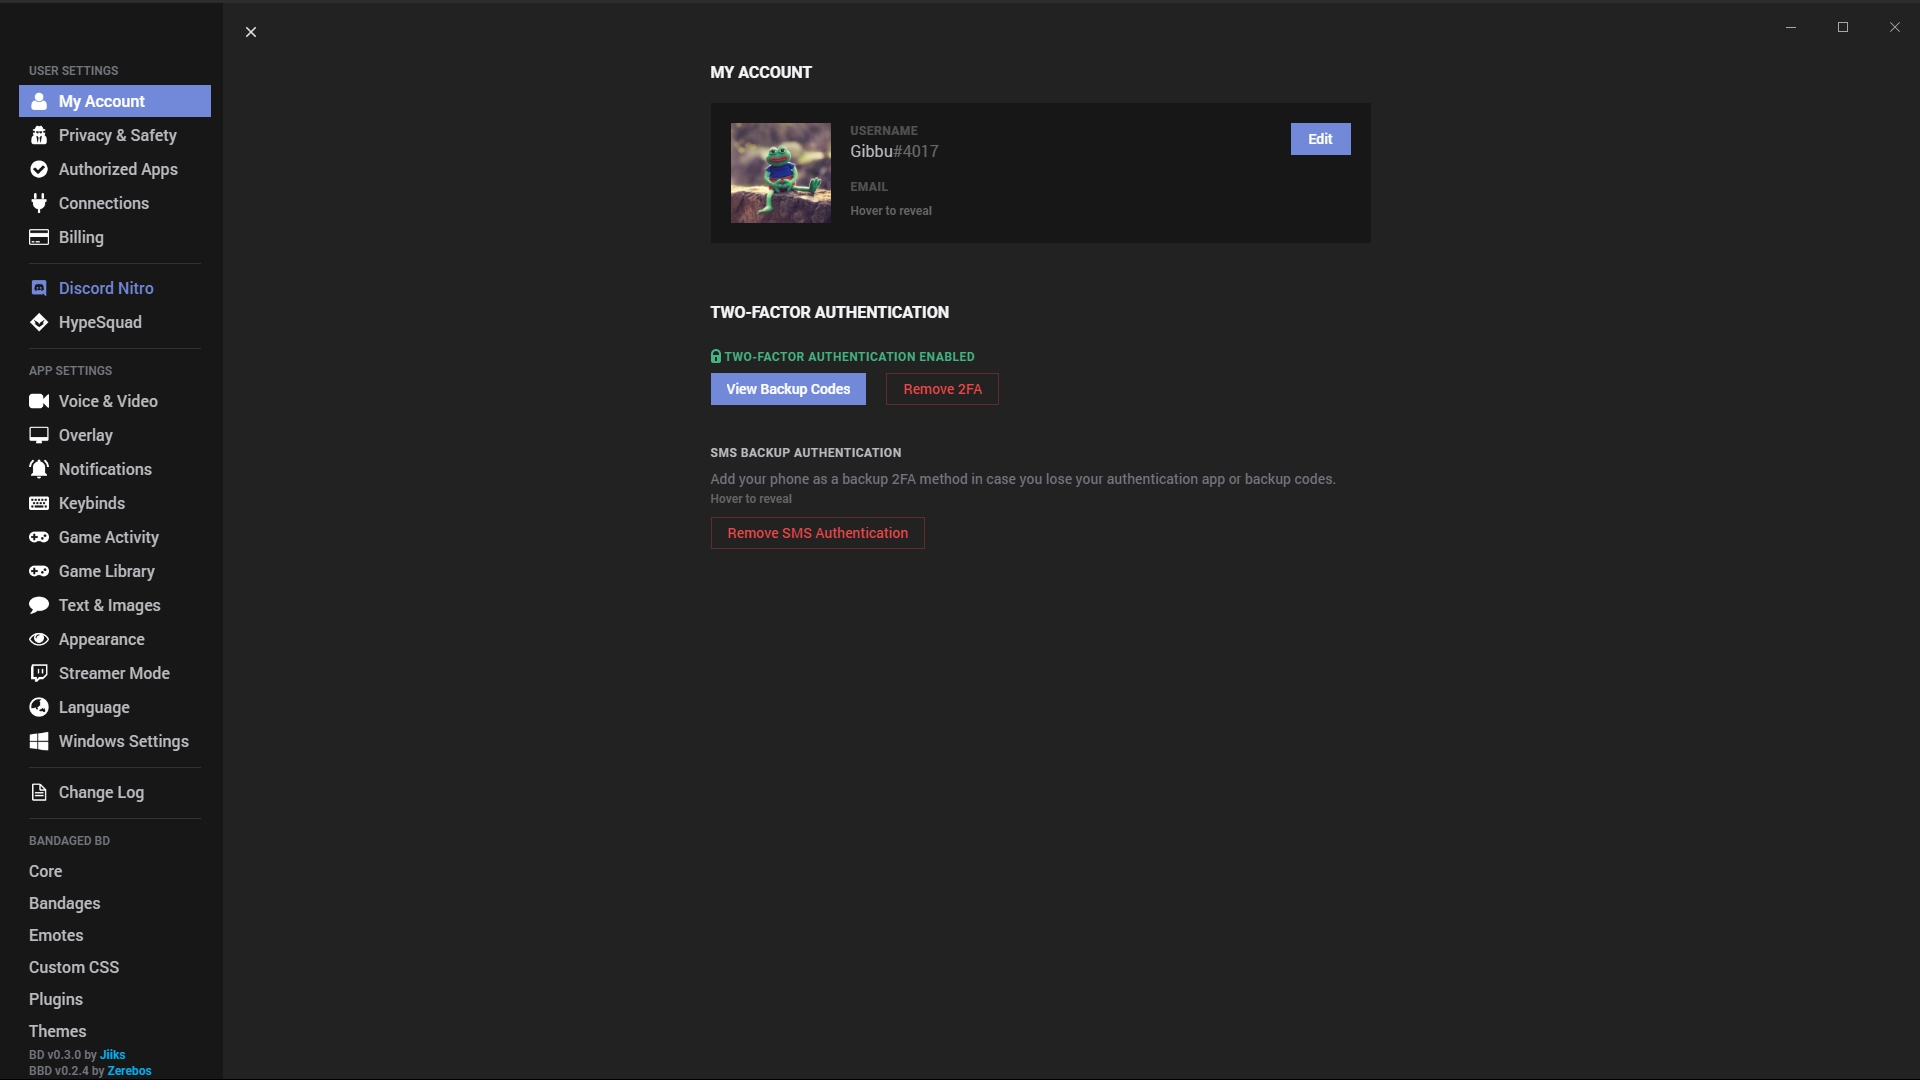 USER SETTINGS
My Account
Privacy & Safety
Authorized Apps
Connections
Billing
Discord Nitro
HypeSquad
APP SETTINGS
Voice & Video
Overlay
Notifications
Keybinds
Game Activity
Game Library
Text & Images
Appearance
Streamer Mode
Language
Windows Settings
Change Log
BANDAGED BD
Core
Bandages
Emotes
Custom CSS
Plugins
Themes
BD v0.3.0 by Jiiks
BBD v0.2.4 by Zerebos
MY ACCOUNT
USERNAME
Gibbu#4017
Edit
EMAIL
Hover to reveal
TWO-FACTOR AUTHENTICATION
TWO-FACTOR AUTHENTICATION ENABLED
View Backup Codes Remove 2FA
SMS BACKUP AUTHENTICATION
Add your phone as a backup 2FA method in case you lose your authentication app or backup codes.
Hover to reveal
Remove SMS Authentication